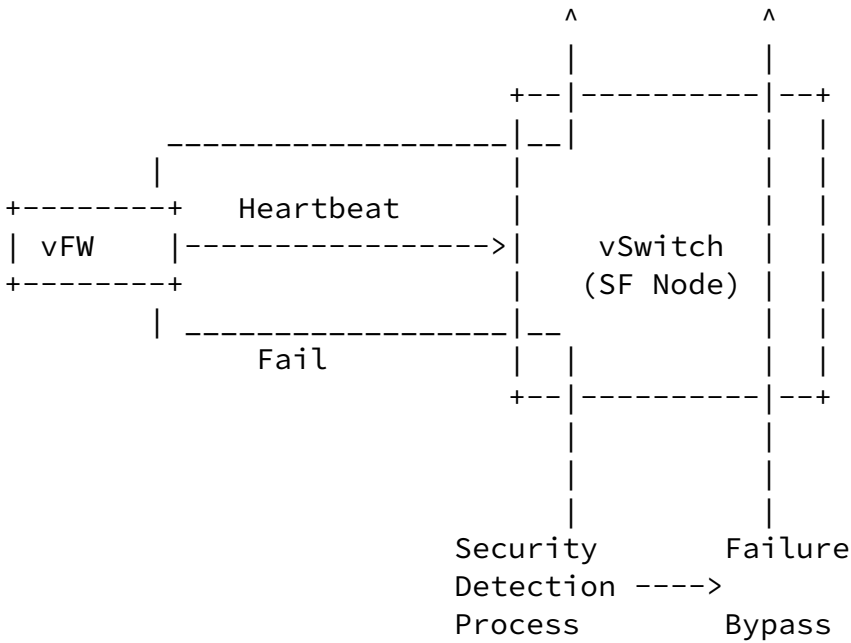 Heartbeat
vFW
vSwitch
(SF Node)
Fail
Security Failure
Detection ---->
Process Bypass